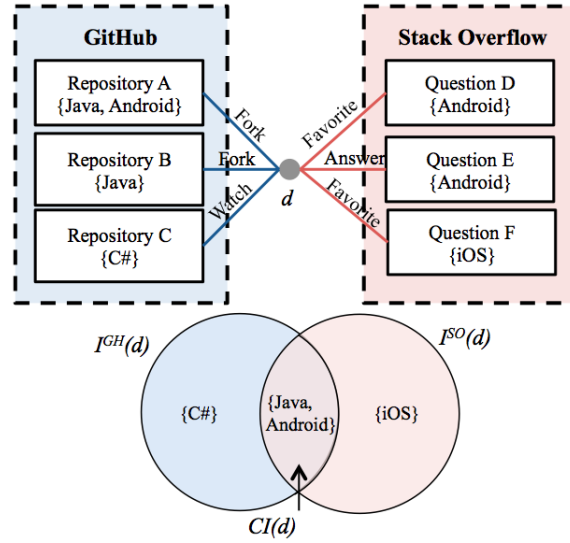 GitHub
Stack Overflow
Repository A
{Java, Android}
Question D
{Android}
Fork
Favorite
Repository B
{Java}
Fork
Answer
Question E
{Android}
d
Watch
Favorite
Repository C
{C#}
Question F
{iOS}
I^GH(d)
I^SO(d)
{C#}
{Java,
Android}
{iOS}
CI(d)